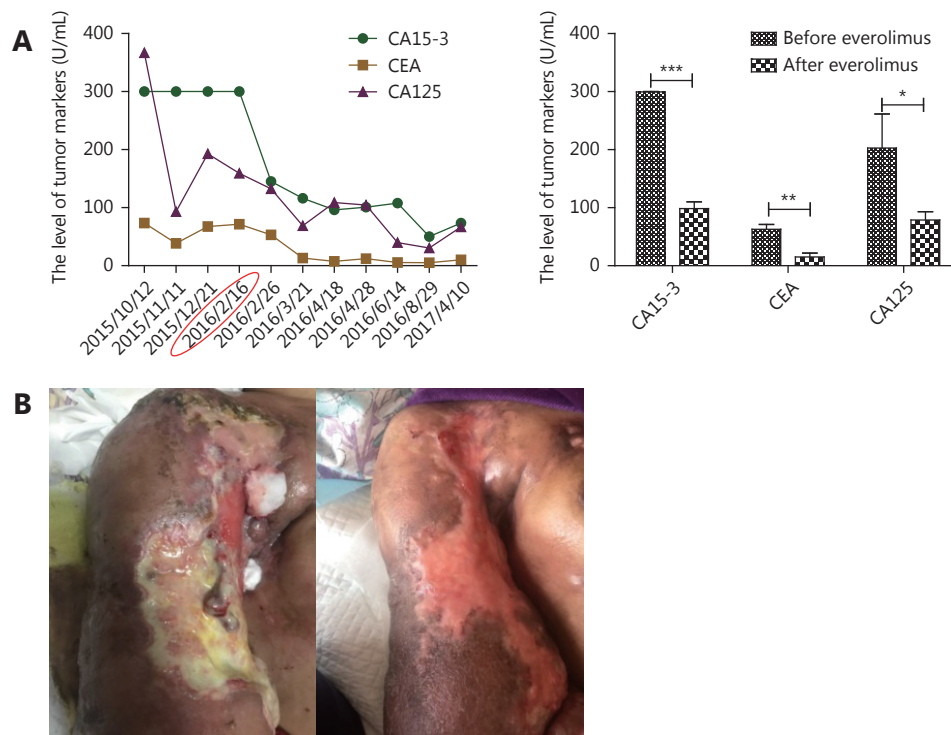 A
The level of tumor markers (U/mL)
400
300
200
100
0
CA15-3
CEA
CA125
2015/10/12
2015/11/11
2015/12/21
2016/2/16
2016/2/26
2016/3/21
2016/4/18
2016/4/28
2016/6/14
2016/8/29
2017/4/10
The level of tumor markers (U/mL)
400
300
200
100
0
Before everolimus
After everolimus
***
**
*
CA15-3
CEA
CA125
B